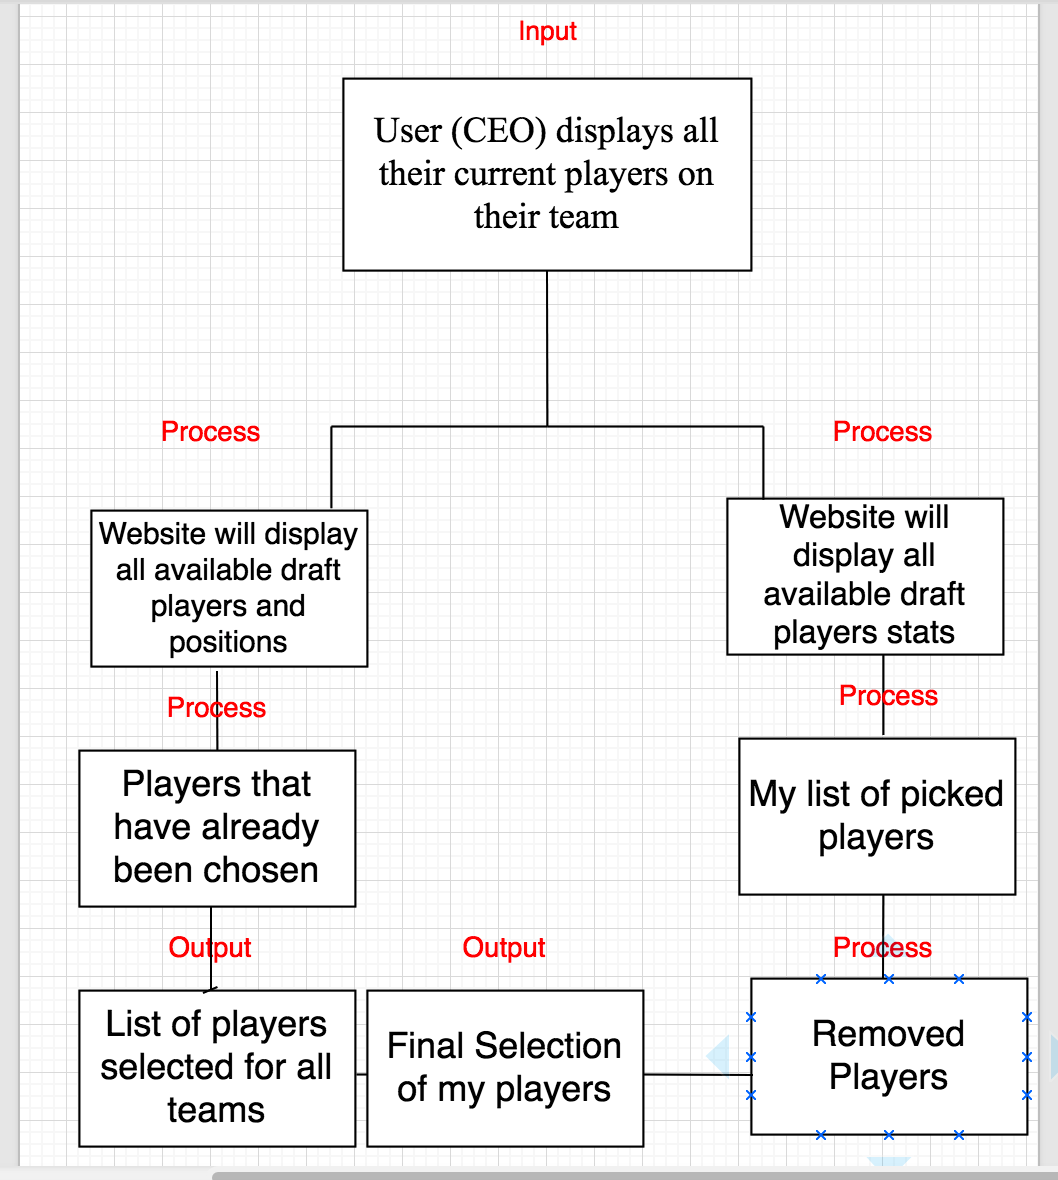 Input
User (CEO) displays all
their current players on
their team
Process
Process
Website will display
all available draft
players and
positions
Website will
display all
available draft
players stats
Process
Process
Players that
have already
been chosen
My list of picked
players
Output
Output
Process
List of players
selected for all
teams
Final Selection
of my players
Removed
Players